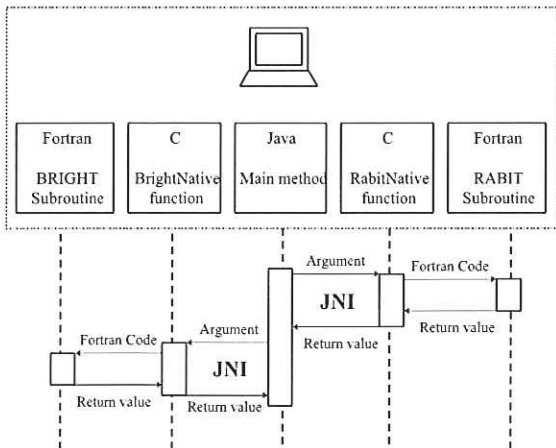 Fortran
BRIGHT
Subroutine
C
BrightNative
function
Java
Main method
C
RabitNative
function
Fortran
RABIT
Subroutine
Argument
Fortran Code
JNI
Return value
Return value
Fortran Code
Argument
JNI
Return value
Return value